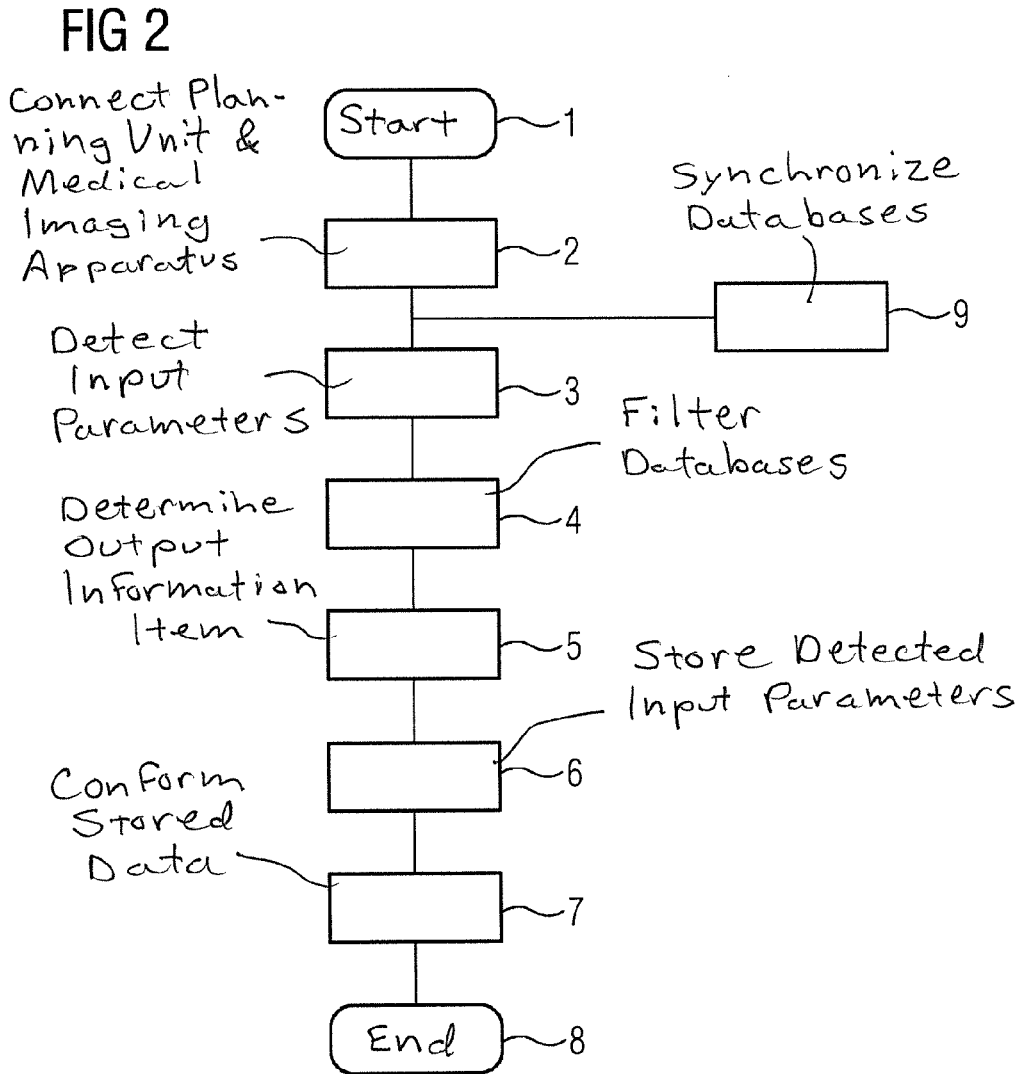 FIG 2
Connect Plan-
ning Unit &
Medical
Imaging
Apparatus
Start
1
2
Synchronize
Databases
9
Detect
Input
Parameters
3
Filter
Databases
4
Determine
Output
Information
Item
5
Store Detected
Input Parameters
6
Conform
Stored
Data
7
End
8